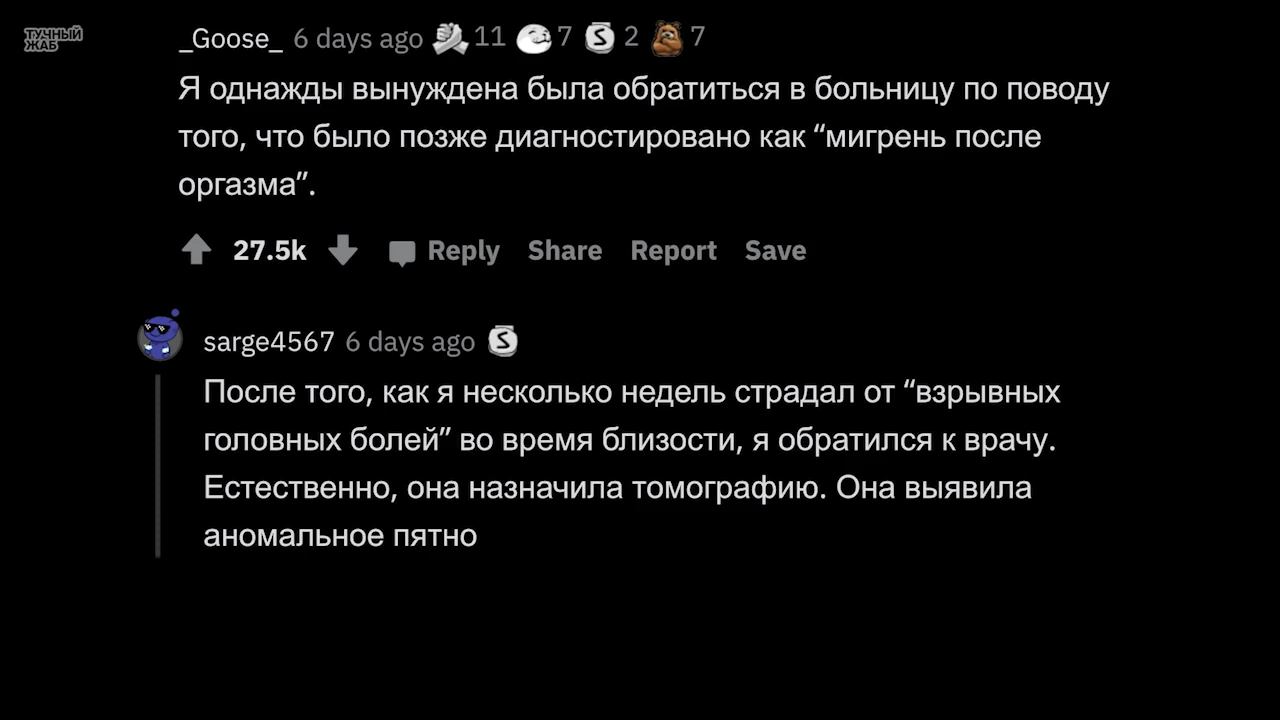 ТУЧНЫЙ
ЖАБ
_Goose_ 6 days ago 11 7 S 2 7
Я однажды вынуждена была обратиться в больницу по поводу
того, что было позже диагностировано как “мигрень после
оргазма”.
27.5k Reply Share Report Save
sarge4567 6 days ago S
После того, как я несколько недель страдал от “взрывных
головных болей” во время близости, я обратился к врачу.
Естественно, она назначила томографию. Она выявила
аномальное пятно